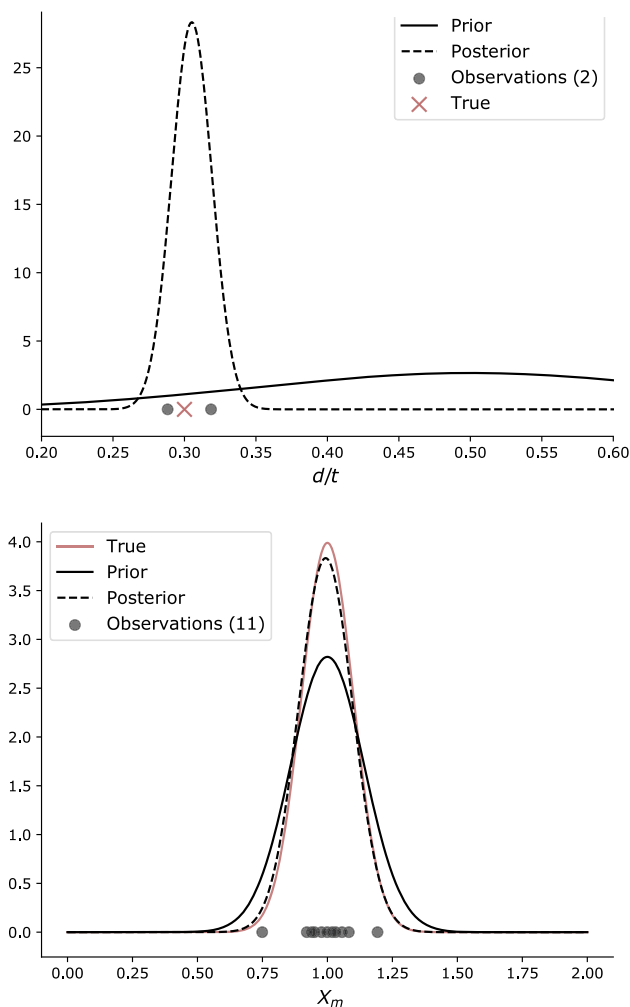 25
20
15
10
5
0
Prior
Posterior
Observations (2)
True
0.20 0.25 0.30 0.35 0.40 0.45 0.50 0.55 0.60
d/t
4.0
3.5
3.0
2.5
2.0
1.5
1.0
0.5
0.0
True
Prior
Posterior
Observations (11)
0.00 0.25 0.50 0.75 1.00 1.25 1.50 1.75 2.00
X_m